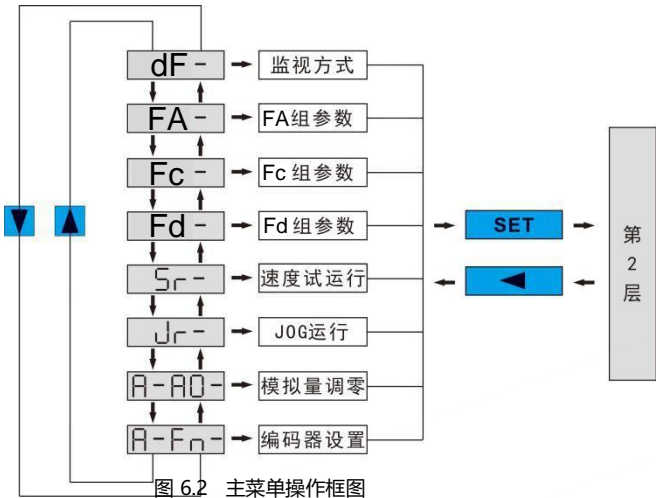 dF - 监视方式
FA - FA组参数
Fc - Fc 组参数
Fd - Fd 组参数
SET
第2层
Sr- 速度试运行
Jr- JOG运行
A-A0- 模拟量调零
A-Fn- 编码器设置
图 6.2 主菜单操作框图